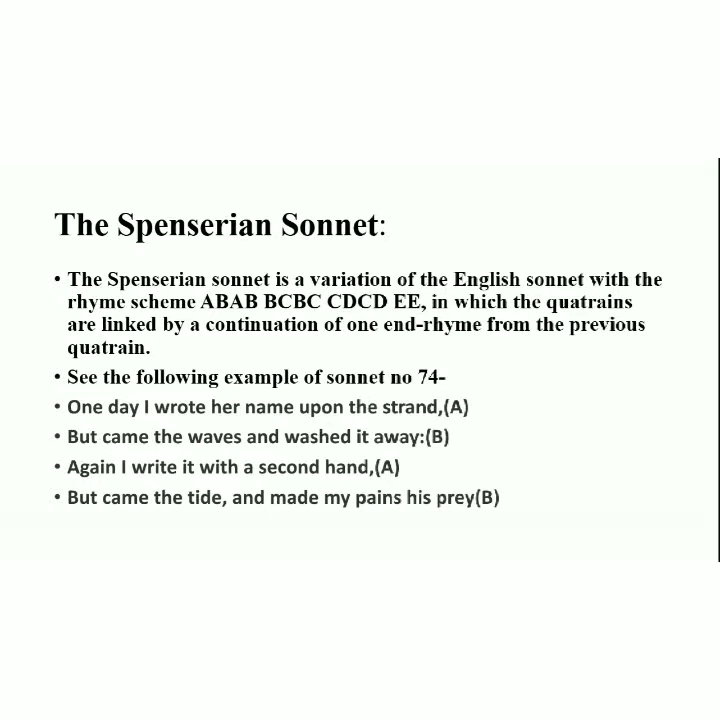 The Spenserian Sonnet:
• The Spenserian sonnet is a variation of the English sonnet with the
rhyme scheme ABAB BCBC CDCD EE, in which the quatrains
are linked by a continuation of one end-rhyme from the previous
quatrain.
• See the following example of sonnet no 74-
• One day I wrote her name upon the strand,(A)
• But came the waves and washed it away:(B)
• Again I write it with a second hand,(A)
• But came the tide, and made my pains his prey(B)